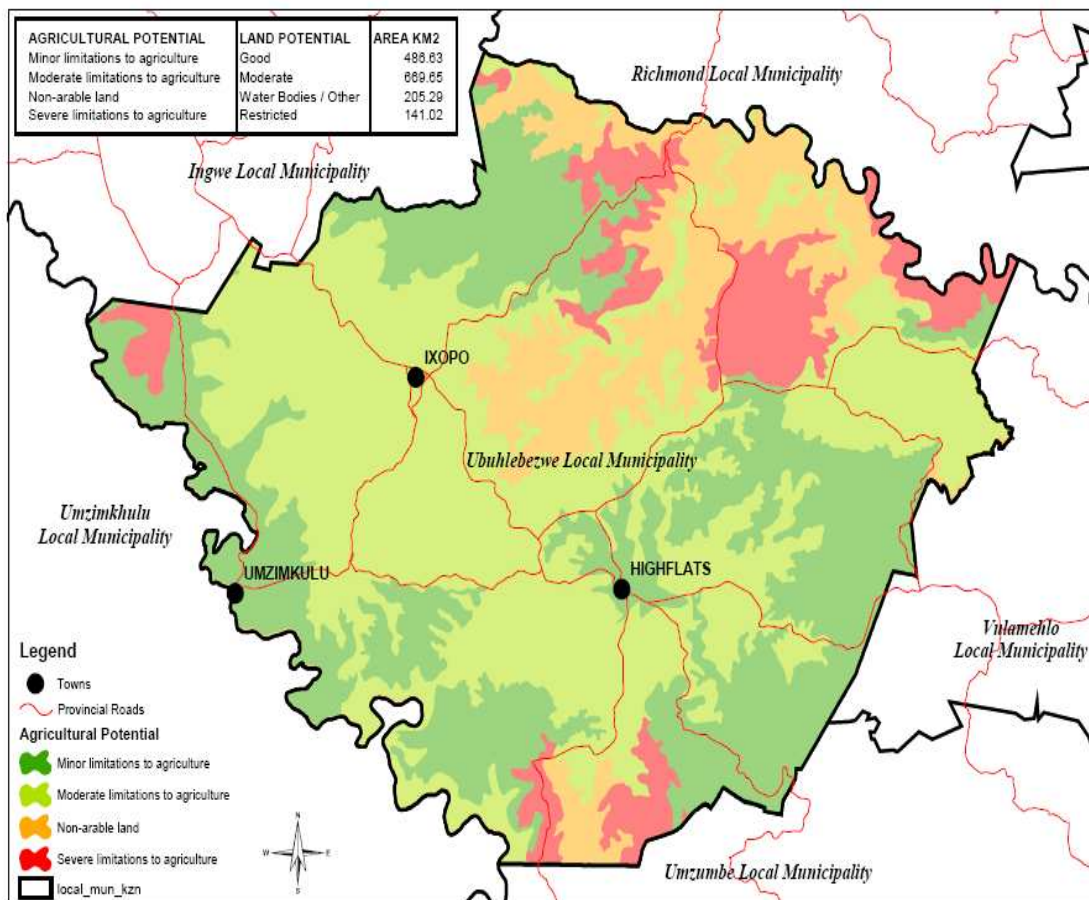 AGRICULTURAL POTENTIAL LAND POTENTIAL AREA KM2
Minor limitations to agriculture Good 486.63
Moderate limitations to agriculture Moderate 669.65
Non-arable land Water Bodies / Other 205.29
Severe limitations to agriculture Restricted 141.02
Richmond Local Municipality
Ingwe Local Municipality
IXOPO
Ubuhlebezwe Local Municipality
Umzimkhulu
Local Municipality
UMZIMKULU
HIGHFLATS
Vulamehlo
Local Municipality
Umzumbe Local Municipality
Legend
Towns
Provincial Roads
Agricultural Potential
Minor limitations to agriculture
Moderate limitations to agriculture
Non-arable land
Severe limitations to agriculture
local_mun_kzn
N
W E
S